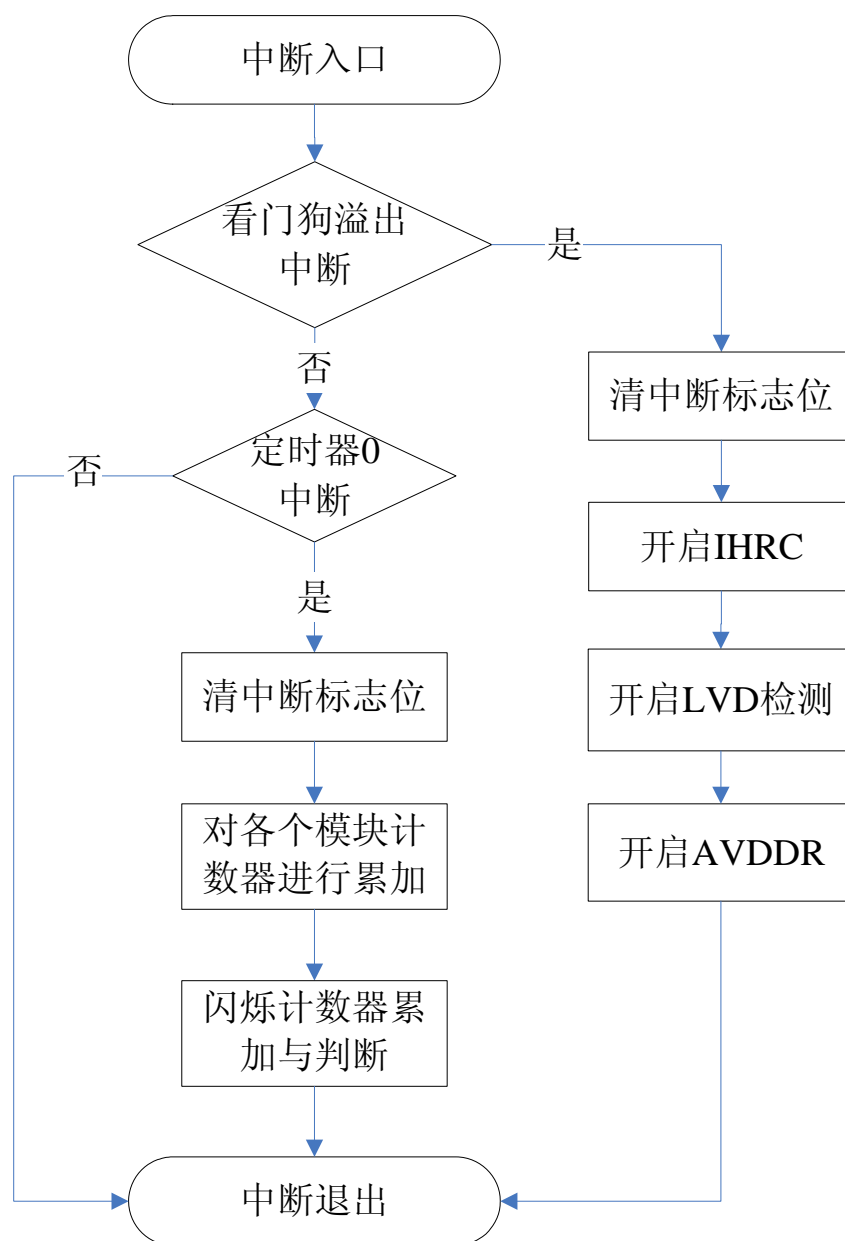 中断入口
看门狗溢出
中断
是
否
清中断标志位
定时器0
中断
否
开启IHRC
是
清中断标志位
开启LVD检测
对各个模块计
数器进行累加
开启AVDDR
闪烁计数器累
加与判断
中断退出